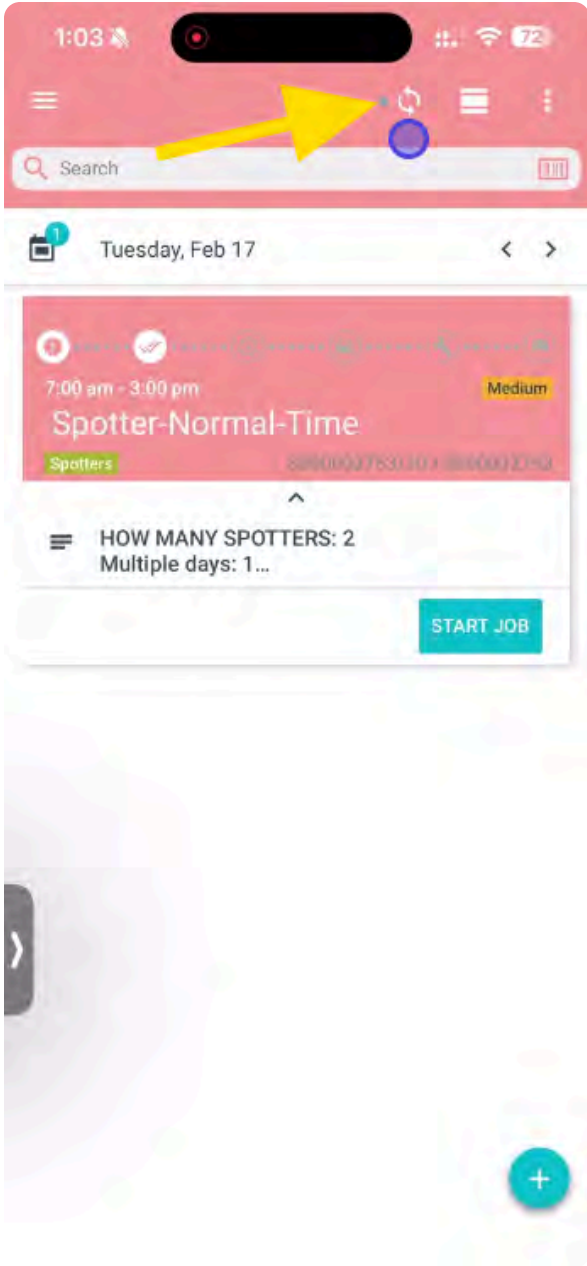 1:03
72
Search
1
Tuesday, Feb 17
7:00 am - 3:00 pm
Medium
Spotter-Normal-Time
Spotters
HOW MANY SPOTTERS: 2
Multiple days: 1...
START JOB